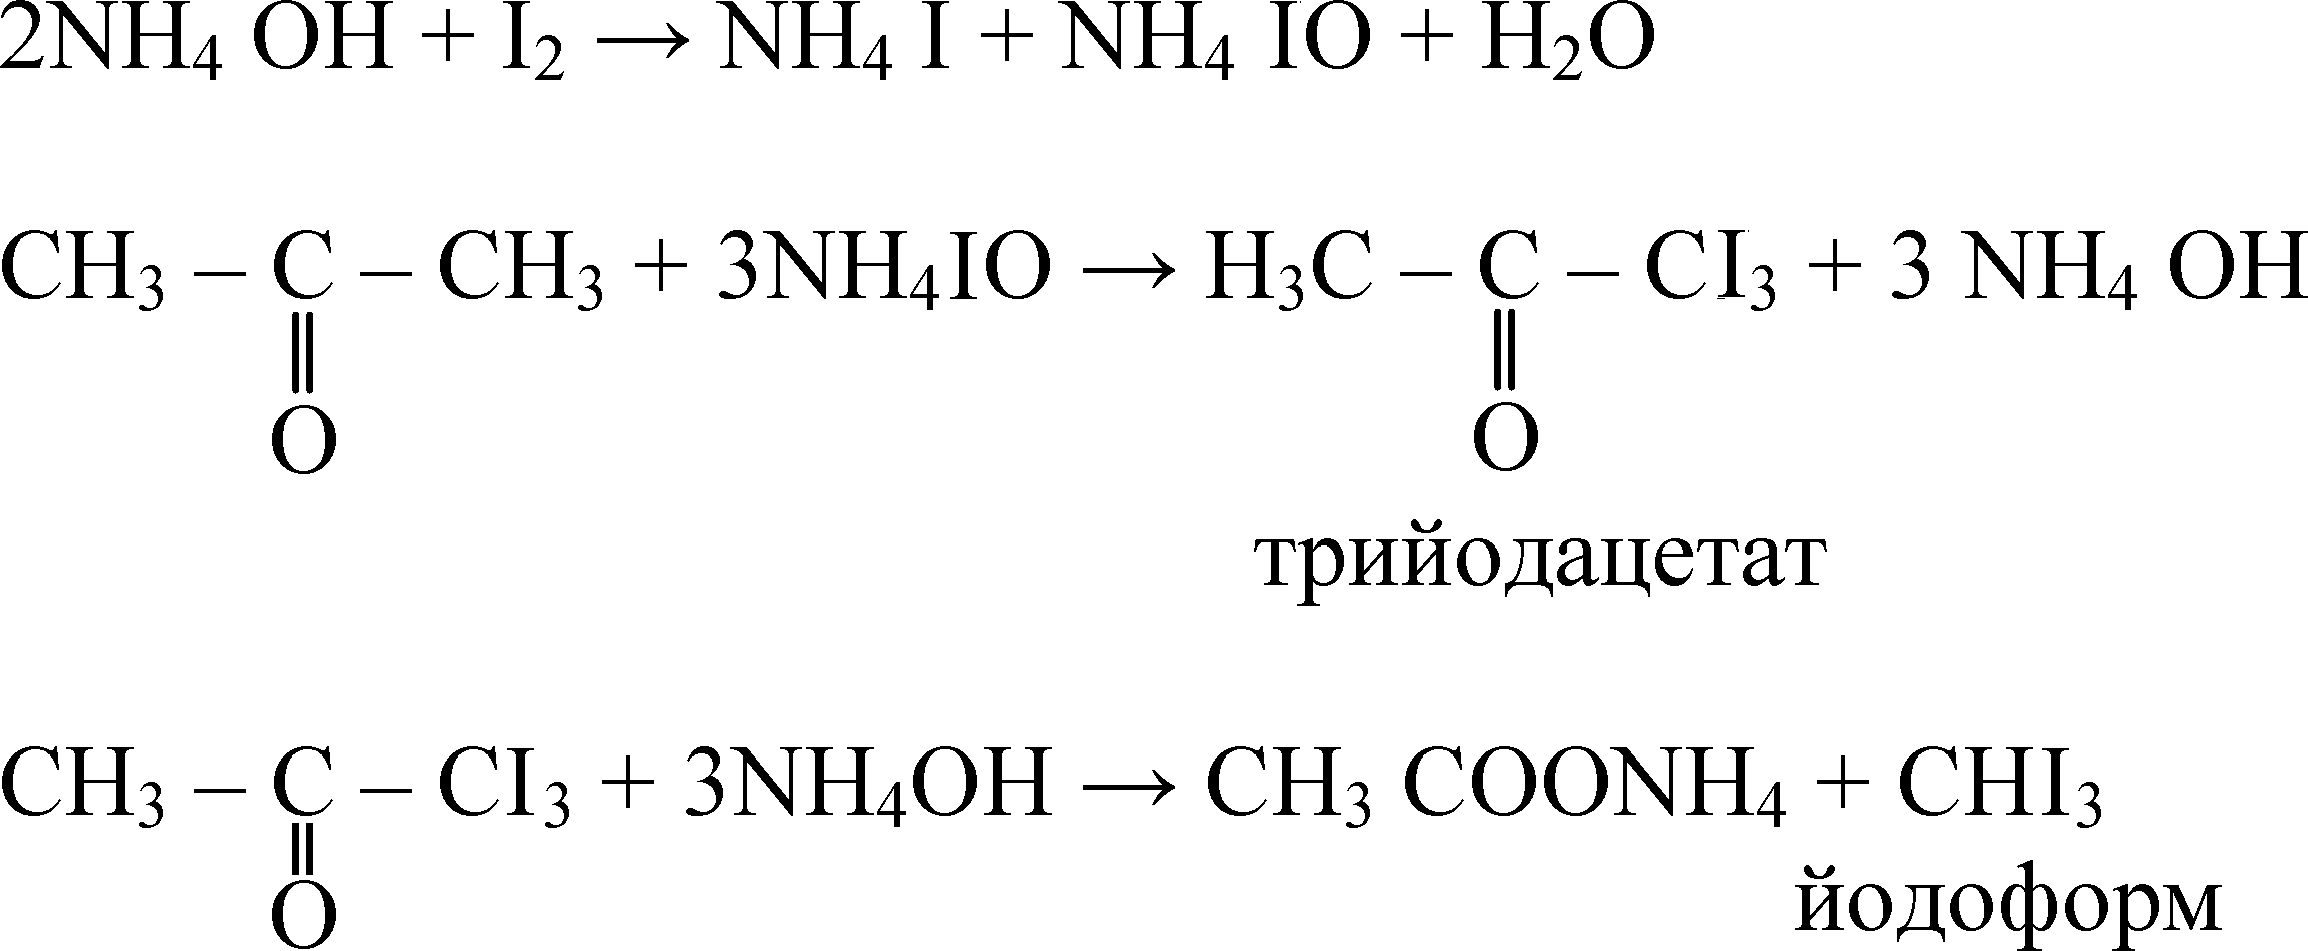 2NH₄ OH + I₂ → NH₄ I + NH₄ IO + H₂O
CH₃ – C – CH₃ + 3NH₄IO → H₃C – C – CI₃ + 3 NH₄ OH
O O
трийодацетат
CH₃ – C – CI₃ + 3NH₄OH → CH₃ COONH₄ + CHI₃
O йодоформ